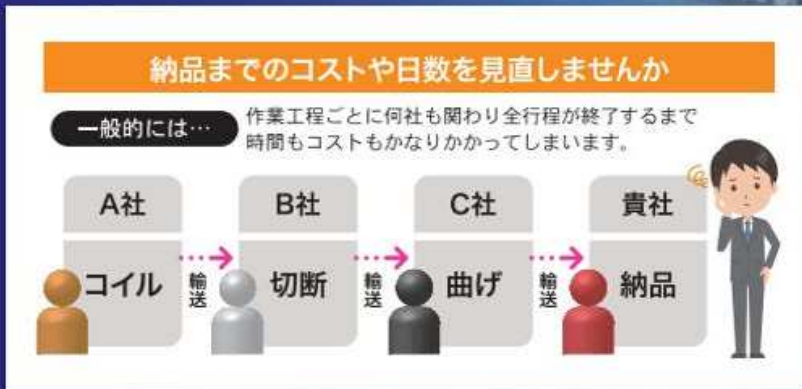 納品までのコストや日数を見直しませんか
一般的には…
作業工程ごとに何社も関わり全行程が終了するまで
時間もコストもかなりかかってしまいます。
A社
B社
C社
貴社
コイル
輸送
切断
輸送
曲げ
輸送
納品